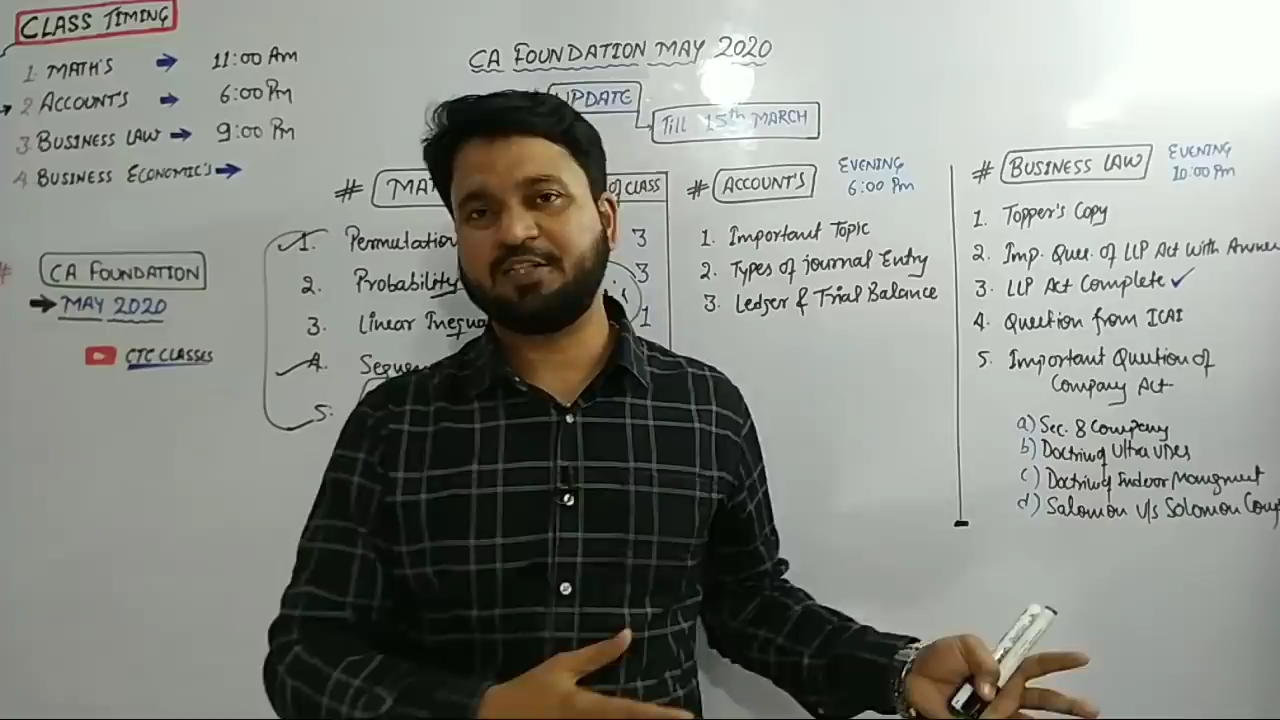 CLASS TIMING
1. MATH'S → 11:00 Am
2 ACCOUNT'S → 6:00 Pm
3 BUSINESS LAW → 9:00 Pm
4 BUSINESS ECONOMIC'S →
# CA FOUNDATION
→ MAY 2020
CTC CLASSES
CA FOUNDATION MAY 2020
UPDATE
Till 15th MARCH
# MAT
OF CLASS
1. Permutation 3
2. Probability 3
3. Linear Inequa 1
4. Seque
5.
# ACCOUNT'S
EVENING
6:00 Pm
1. Important Topic
2. Types of journal Entry
3. Ledger & Trial Balance
# BUSINESS LAW
EVENING
10:00 Pm
1. Topper's Copy
2. Imp. Ques. of LLP Act with Answe
3. LLP Act Complete ✓
4. Question from ICAI
5. Important Question of
Company Act
a) Sec. 8 Company
b) Doctrine Ultra
c) Doctrine Indoor
d) Salomon v/s Solomon Comp